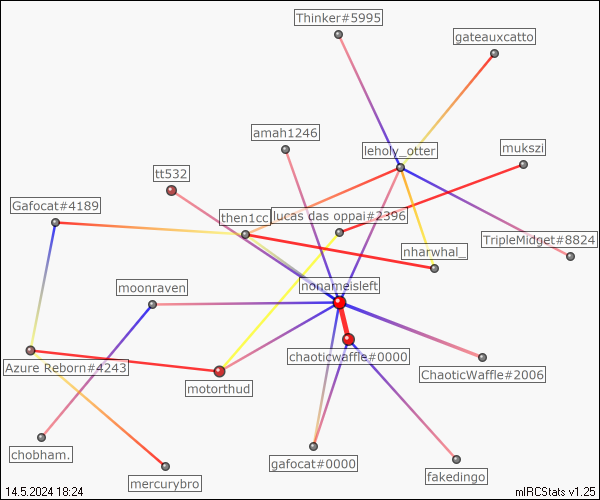 Thinker#5995
gateauxcatto
amah1246
leholy_otter
mukszi
tt532
Gafocat#4189
then1cc
lucas das oppai#2396
TripleMidget#8824
nharwhal_
moonraven
nonameisleft
chaoticwaffle#0000
Azure Reborn#4243
ChaoticWaffle#2006
motorthud
chobham.
mercurybro
gafocat#0000
fakedingo
14.5.2024 18:24
mIRCStats v1.25